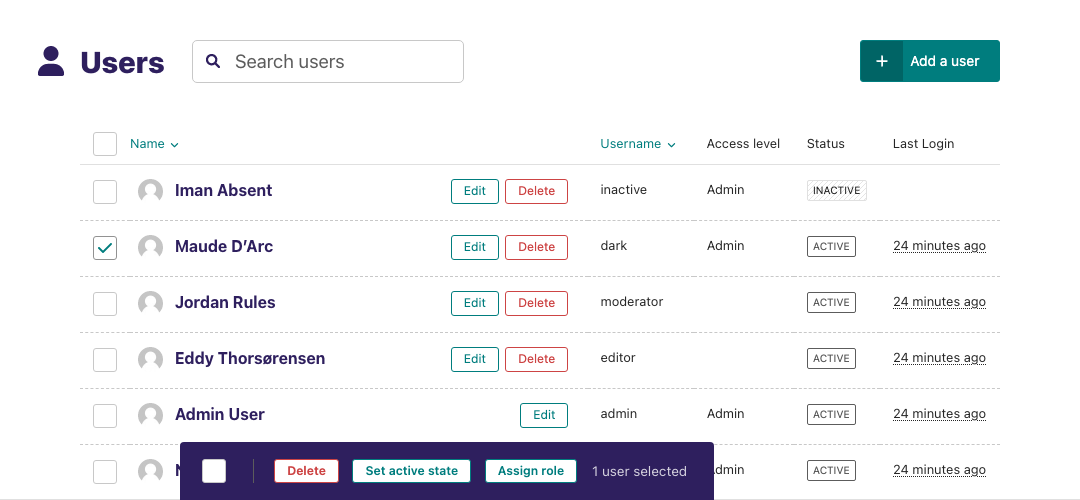 Users
Search users
+ Add a user
Name Username Access level Status Last Login
Iman Absent Edit Delete inactive Admin INACTIVE
Maude D’Arc Edit Delete dark Admin ACTIVE 24 minutes ago
Jordan Rules Edit Delete moderator ACTIVE 24 minutes ago
Eddy Thorsørensen Edit Delete editor ACTIVE 24 minutes ago
Admin User Edit admin Admin ACTIVE 24 minutes ago
ACTIVE 24 minutes ago
Delete Set active state Assign role 1 user selected